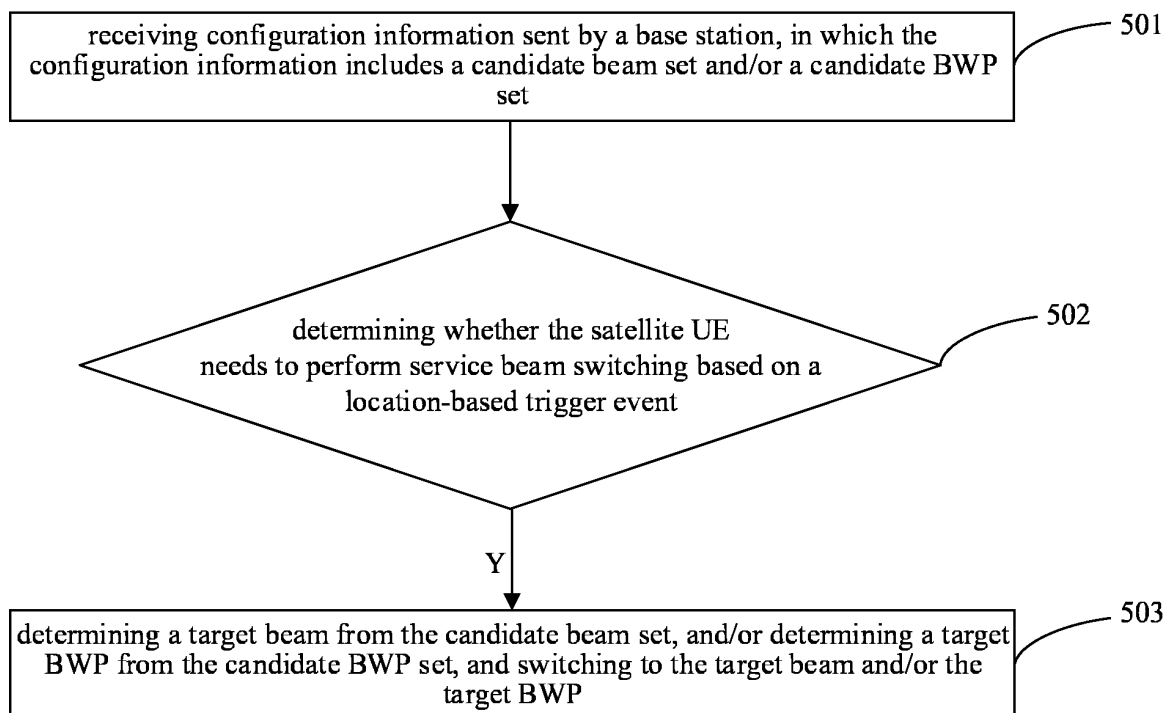 receiving configuration information sent by a base station, in which the
configuration information includes a candidate beam set and/or a candidate BWP
set
501
determining whether the satellite UE
needs to perform service beam switching based on a
location-based trigger event
502
Y
determining a target beam from the candidate beam set, and/or determining a target
BWP from the candidate BWP set, and switching to the target beam and/or the
target BWP
503